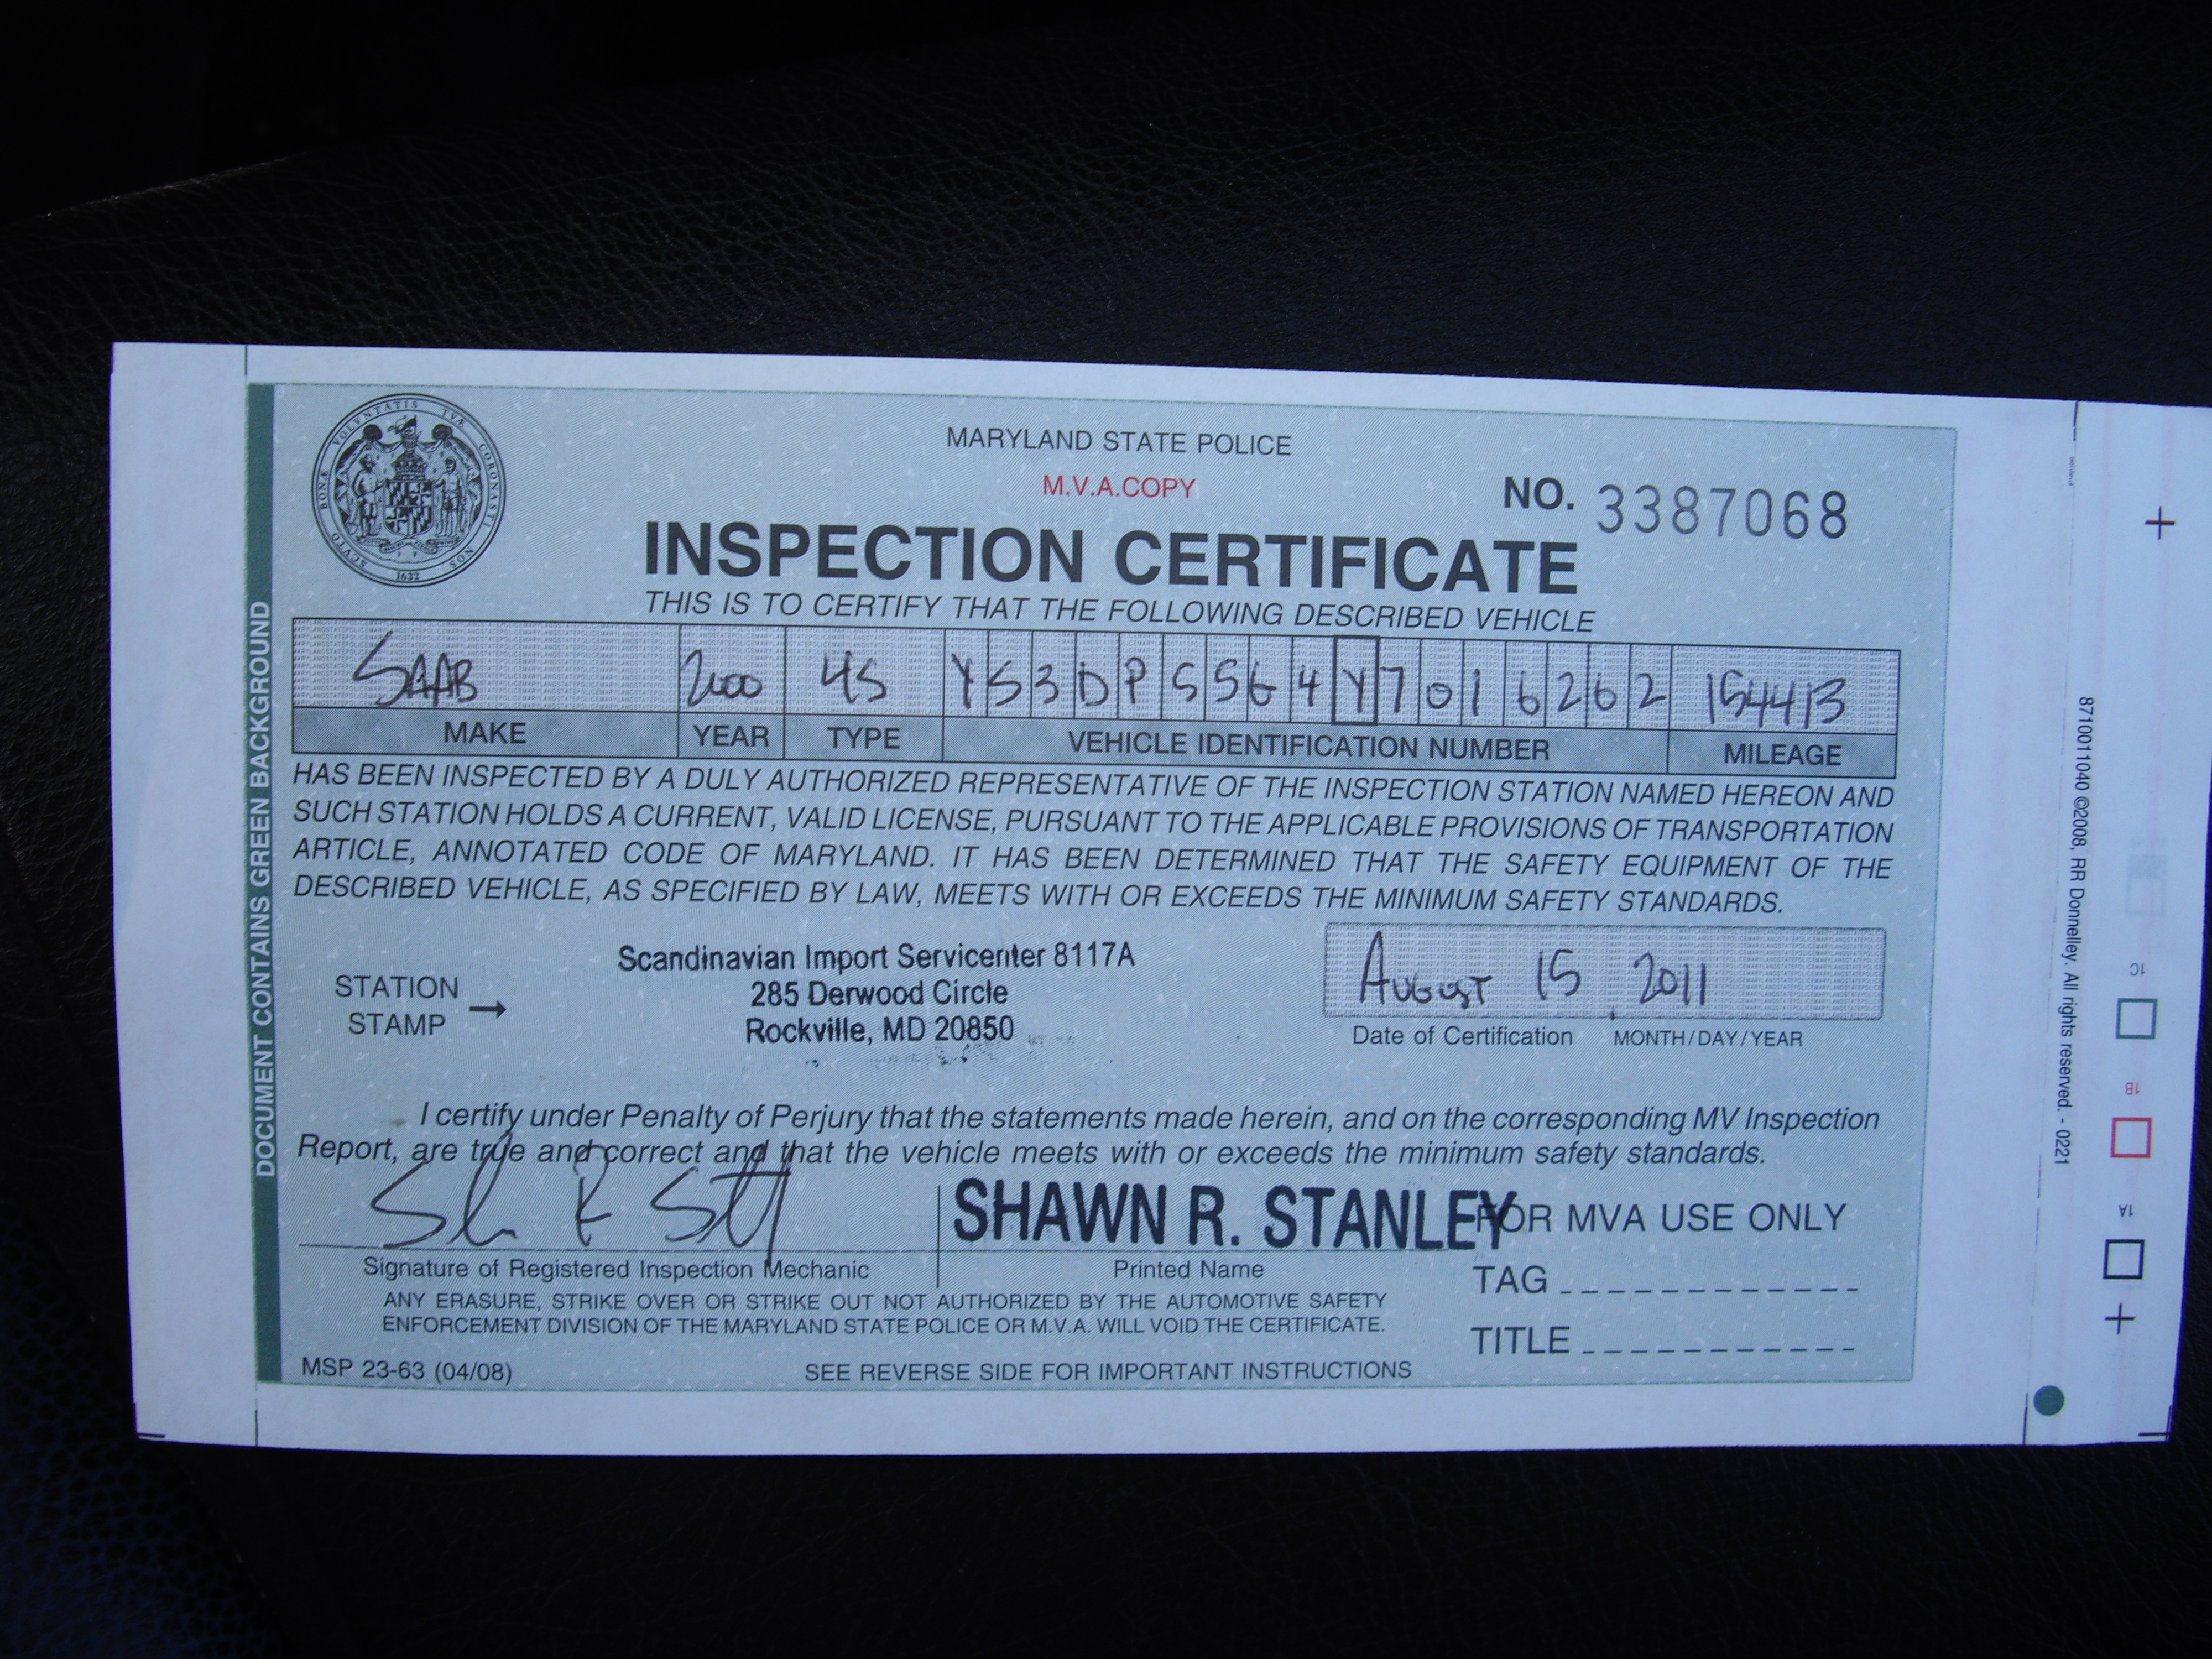 MARYLAND STATE POLICE
M.V.A.COPY
NO. 3387068
INSPECTION CERTIFICATE
THIS IS TO CERTIFY THAT THE FOLLOWING DESCRIBED VEHICLE
SAAB 2000 4S YS3DP5564Y7016262 154413
MAKE YEAR TYPE VEHICLE IDENTIFICATION NUMBER MILEAGE
HAS BEEN INSPECTED BY A DULY AUTHORIZED REPRESENTATIVE OF THE INSPECTION STATION NAMED HEREON AND
SUCH STATION HOLDS A CURRENT, VALID LICENSE, PURSUANT TO THE APPLICABLE PROVISIONS OF TRANSPORTATION
ARTICLE, ANNOTATED CODE OF MARYLAND. IT HAS BEEN DETERMINED THAT THE SAFETY EQUIPMENT OF THE
DESCRIBED VEHICLE, AS SPECIFIED BY LAW, MEETS WITH OR EXCEEDS THE MINIMUM SAFETY STANDARDS.
STATION
STAMP →
Scandinavian Import Servicenter 8117A
285 Derwood Circle
Rockville, MD 20850
August 15, 2011
Date of Certification MONTH/DAY/YEAR
I certify under Penalty of Perjury that the statements made herein, and on the corresponding MV Inspection
Report, are true and correct and that the vehicle meets with or exceeds the minimum safety standards.
SHAWN R. STANLEY
FOR MVA USE ONLY
Signature of Registered Inspection Mechanic
Printed Name
TAG
ANY ERASURE, STRIKE OVER OR STRIKE OUT NOT AUTHORIZED BY THE AUTOMOTIVE SAFETY
ENFORCEMENT DIVISION OF THE MARYLAND STATE POLICE OR M.V.A. WILL VOID THE CERTIFICATE.
TITLE
MSP 23-63 (04/08)
SEE REVERSE SIDE FOR IMPORTANT INSTRUCTIONS
DOCUMENT CONTAINS GREEN BACKGROUND
SCUTO BONÆ VOLUNTATIS TVÆ CORONASTI NOS
1632
8710011040 ©2008, RR Donnelley. All rights reserved. - 0221
1C
1B
1A